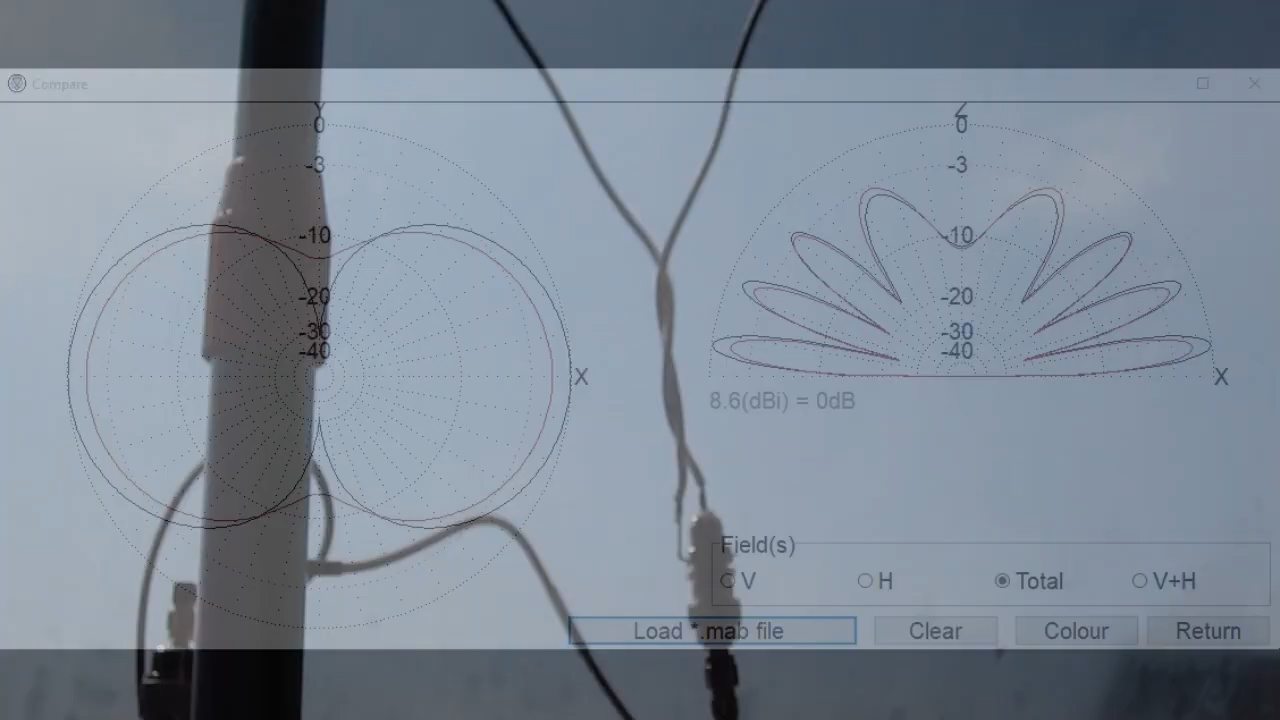 Compare
Y
0
-3
-10
-20
-30
-40
X
Z
0
-3
-10
-20
-30
-40
X
8.6(dBi) = 0dB
Field(s)
V
H
Total
V+H
Load *.mab file
Clear
Colour
Return